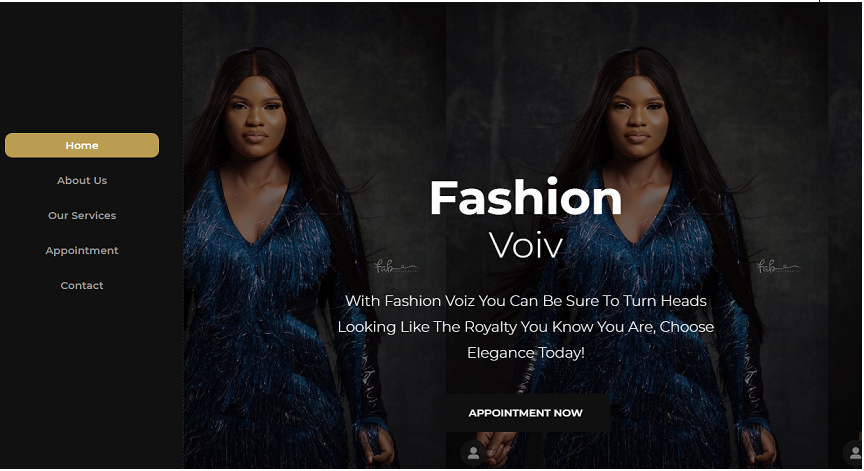 Home
About Us
Our Services
Appointment
Contact
Fashion
Voiv
With Fashion Voiz You Can Be Sure To Turn Heads
Looking Like The Royalty You Know You Are, Choose
Elegance Today!
APPOINTMENT NOW